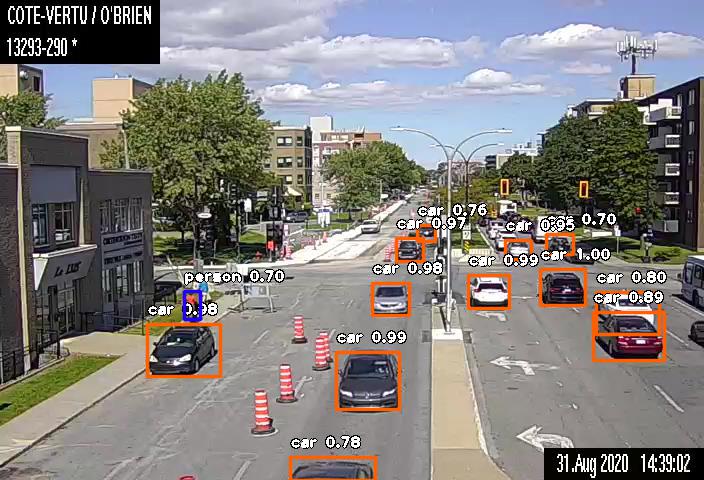 COTE-VERTU / O'BRIEN
13293-290 *
car 0.76
car 0.97
car 0.95
car 0.70
car 0.98
car 0.99
car 1.00
person 0.70
car 0.80
car 0.98
car 0.89
car 0.99
car 0.78
31.Aug 2020 14:39:02